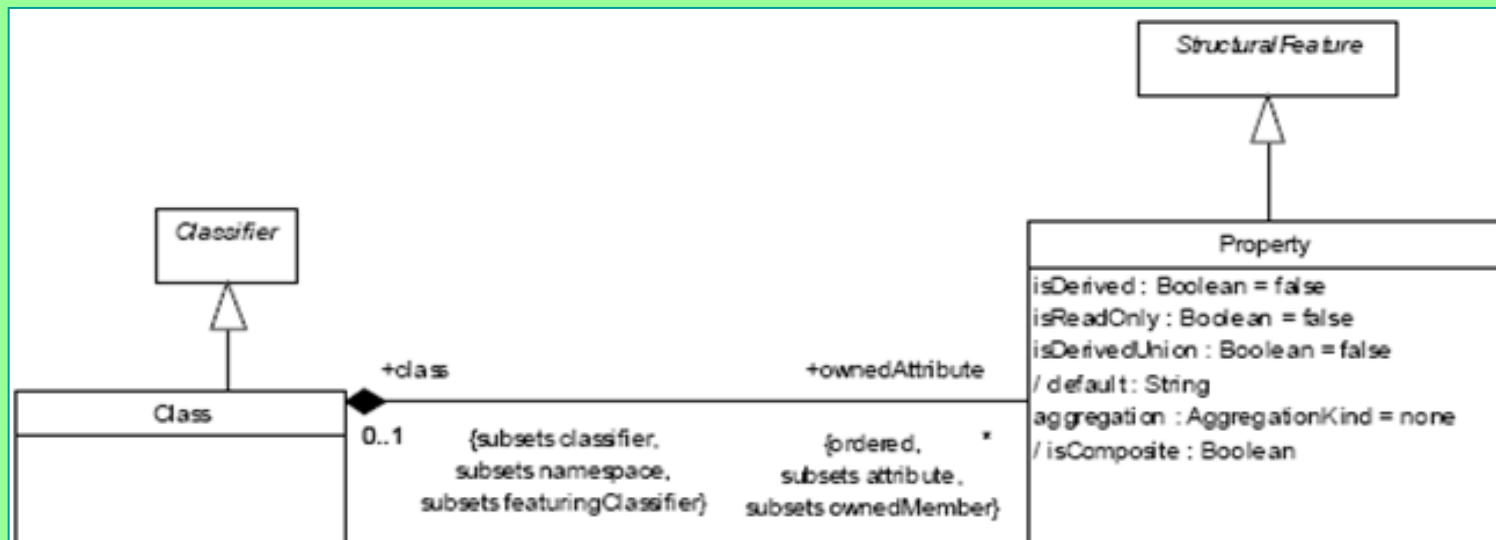 StructuralFeature
Classifier
Property
isDerived : Boolean = false
isReadOnly : Boolean = false
isDerivedUnion : Boolean = false
/ default : String
aggregation : AggregationKind = none
/ isComposite : Boolean
+class
+ownedAttribute
Class
0..1
{subsets classifier,
subsets namespace,
subsets featuringClassifier}
{ordered,
*
subsets attribute,
subsets ownedMember}